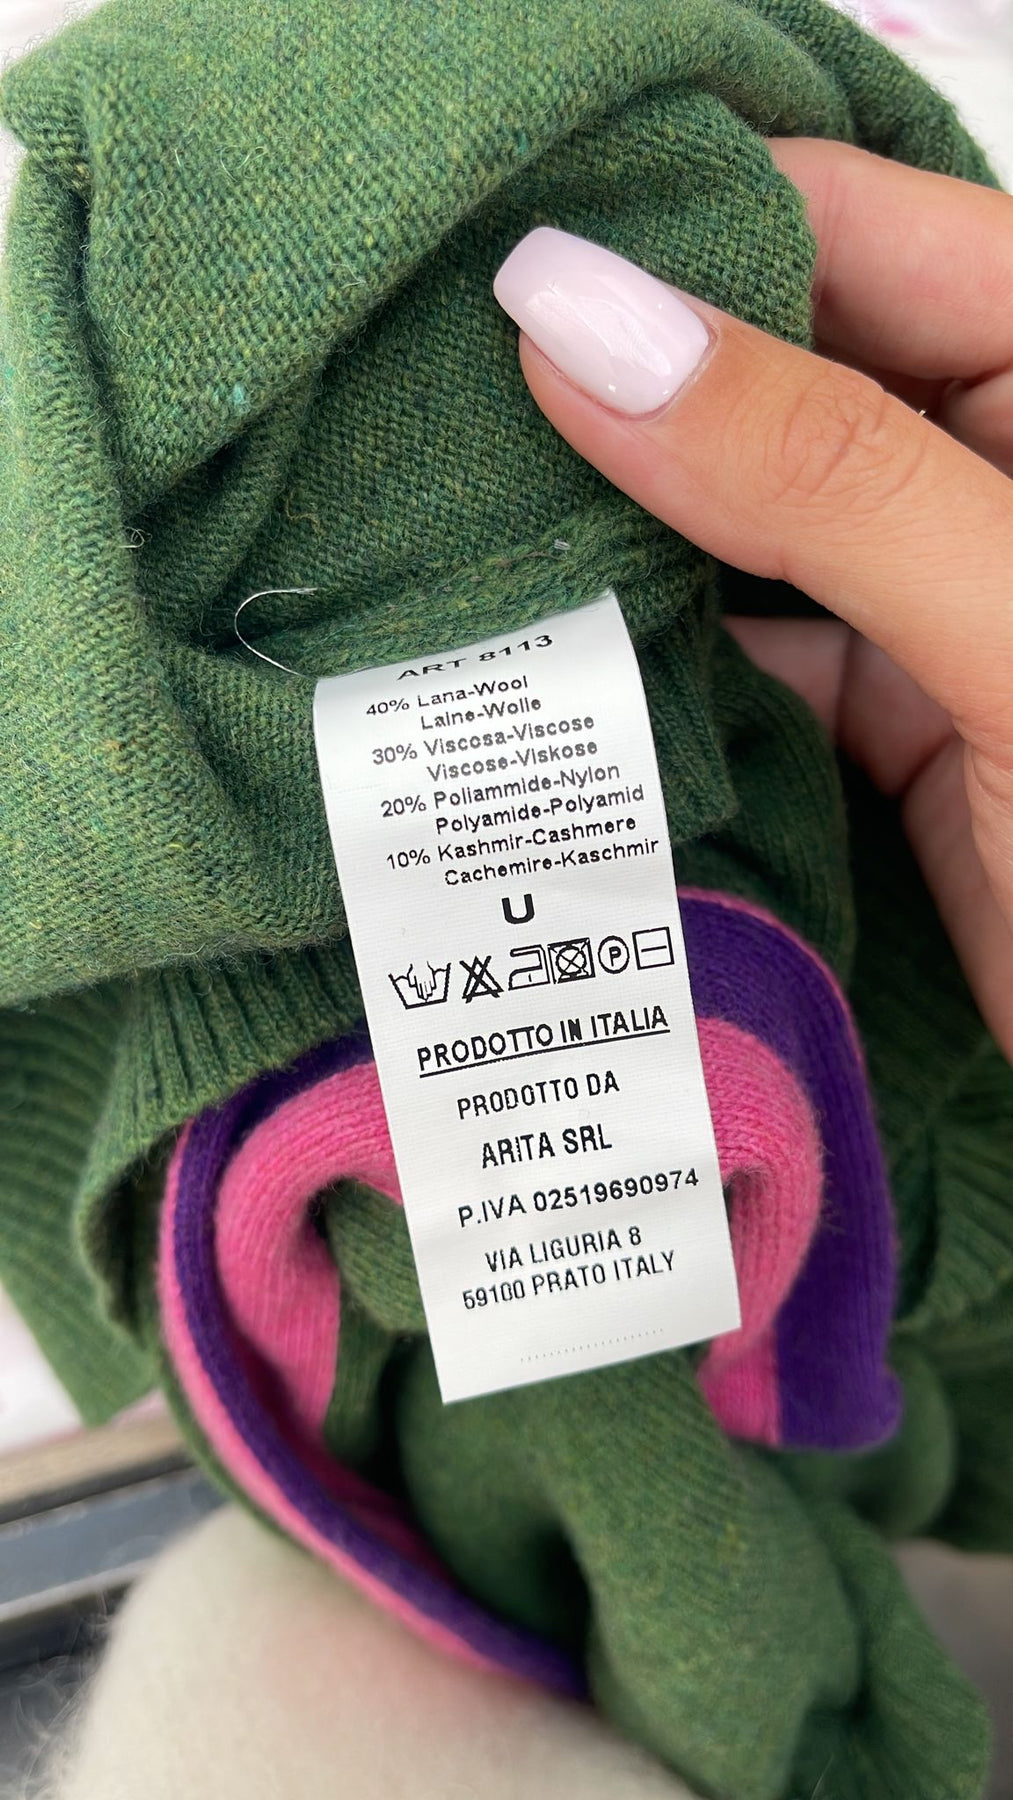 ART 8113
40% Lana-Wool
Laine-Wolle
30% Viscosa-Viscose
Viscose-Viskose
20% Poliammide-Nylon
Polyamide-Polyamid
10% Kashmir-Cashmere
Cachemire-Kaschmir
U
P
PRODOTTO IN ITALIA
PRODOTTO DA
ARITA SRL
P.IVA 02519690974
VIA LIGURIA 8
59100 PRATO ITALY